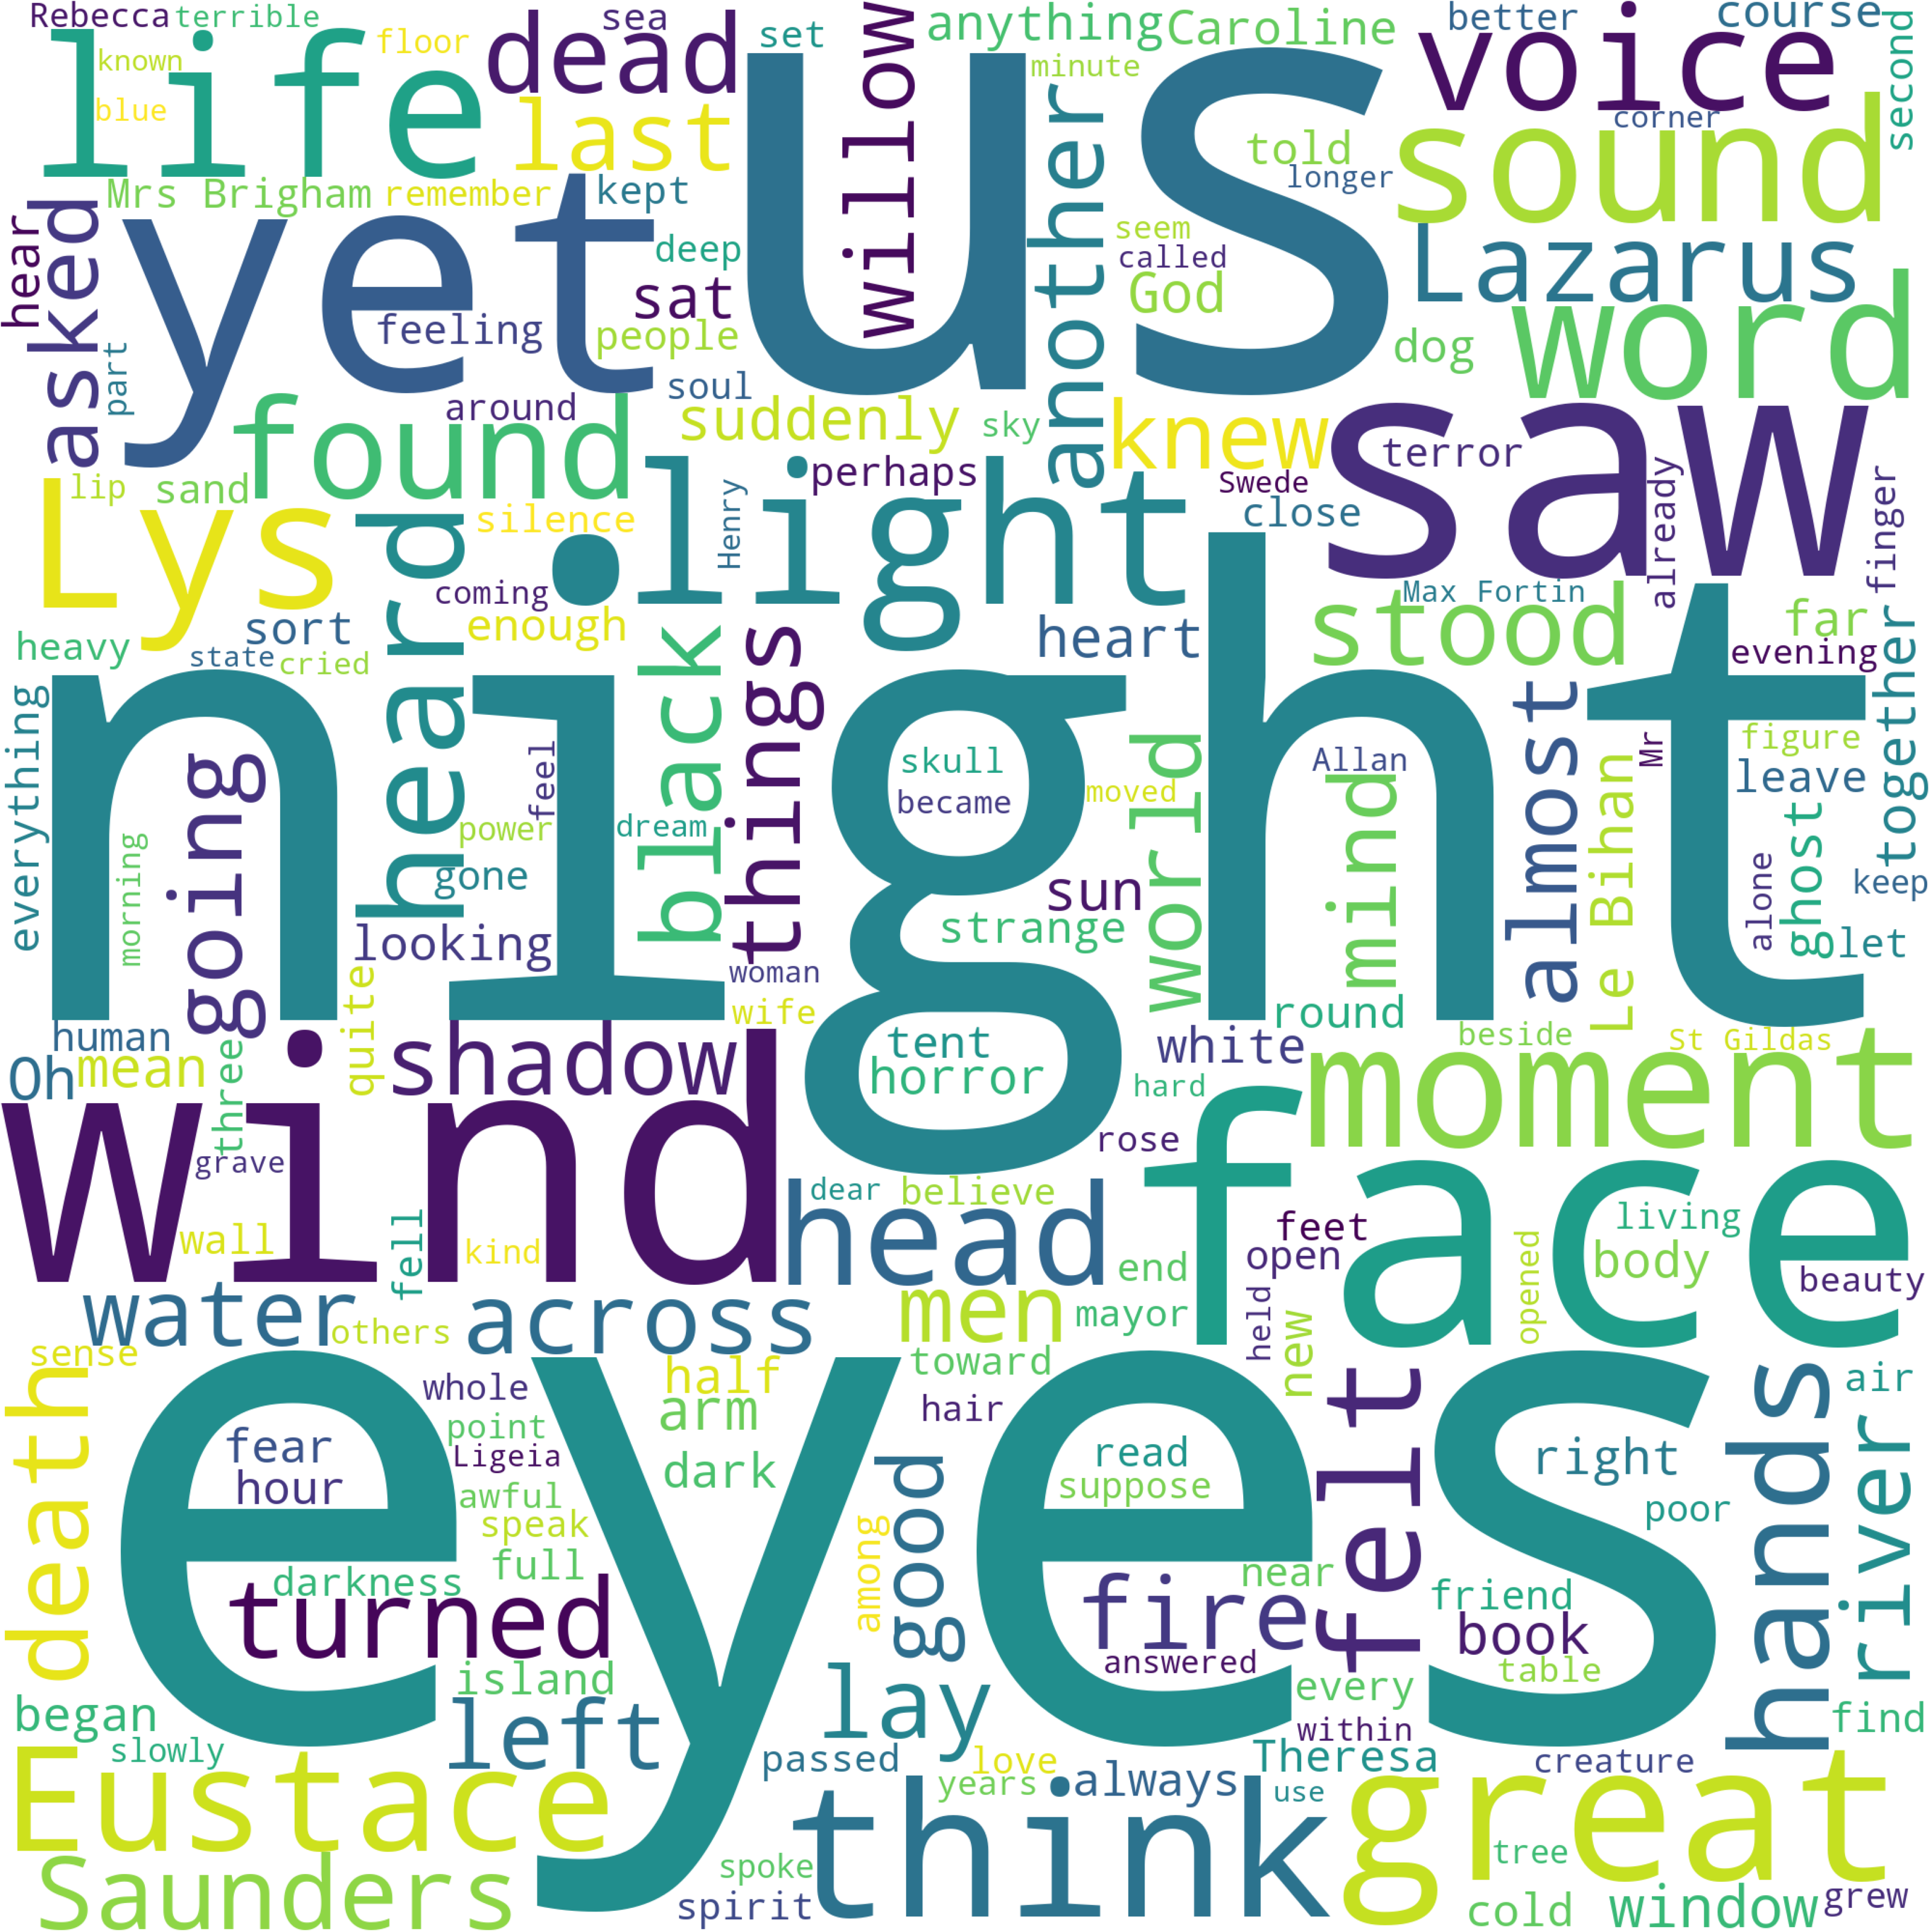 Rebecca terrible sea set anything Caroline better course
life floor dead us willow minute voice second
known last another told corner
blue longer sound
Mrs Brigham remember kept
hear asked yet deep seem called Lazarus
sat God word
feeling people dog
part soul
around suddenly sky knew saw terror
found perhaps Swede already finger
lip sand silence light close
Lys heard Henry
coming Max Fortin
sort enough heart stood far
heavy state cried evening
night black things
everything going feel skull world Allan mind almost Mr figure together
became moved leave
morning power dream Le Bihan ghost
gone sun alone keep
looking strange let
quite woman
wife round
human shadow tent white beside St Gildas
Oh mean horror hard moment
three wind
grave rose face
dear believe
wall fell head feet living
kind end open body beauty
water across men mayor held new opened
others
sense toward
death whole half felt hands air
arm hair river
point
fear Ligeia dark good read right
hour awful suppose poor
speak among
eyes
darkness full near friend
turned fire book
answered table
island every
began left lay within find
slowly passed love Theresa creature
Eustace years always use great
think
spoke tree
Saunders spirit cold window grew